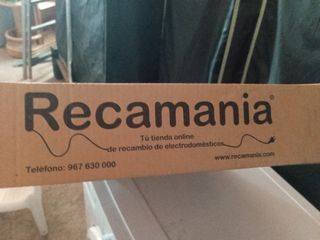 Recamania®
Tú tienda online
de recambio de electrodomésticos
Teléfono: 967 630 000
www.recamania.com